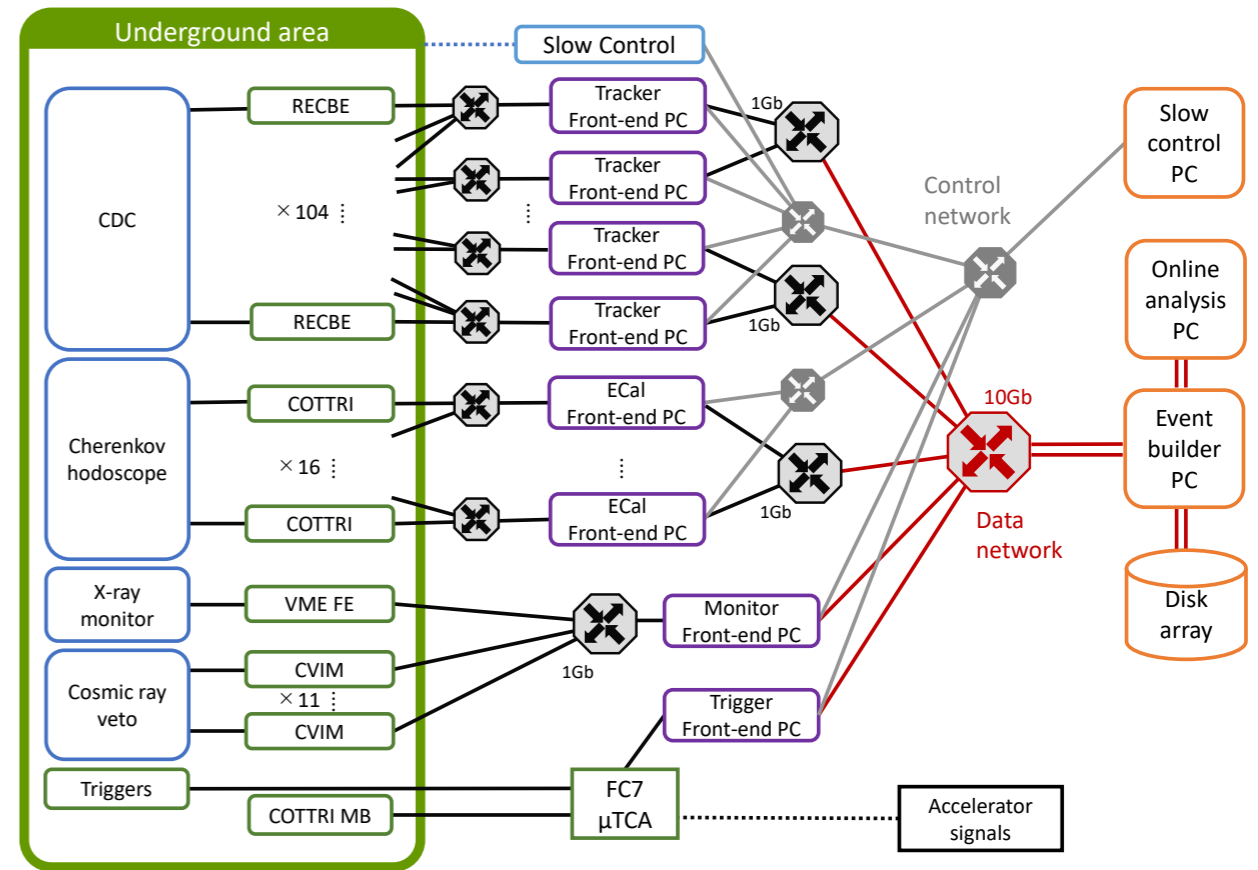 Underground area
Slow Control
CDC
RECBE
× 104
RECBE
Tracker
Front-end PC
Tracker
Front-end PC
Tracker
Front-end PC
Tracker
Front-end PC
1Gb
1Gb
Control
network
Slow
control
PC
Online
analysis
PC
Cherenkov
hodoscope
COTTRI
× 16
COTTRI
ECal
Front-end PC
ECal
Front-end PC
1Gb
10Gb
Data
network
Event
builder
PC
Disk
array
X-ray
monitor
VME FE
1Gb
Monitor
Front-end PC
Cosmic ray
veto
CVIM
× 11
CVIM
Trigger
Front-end PC
Triggers
COTTRI MB
FC7
μTCA
Accelerator
signals